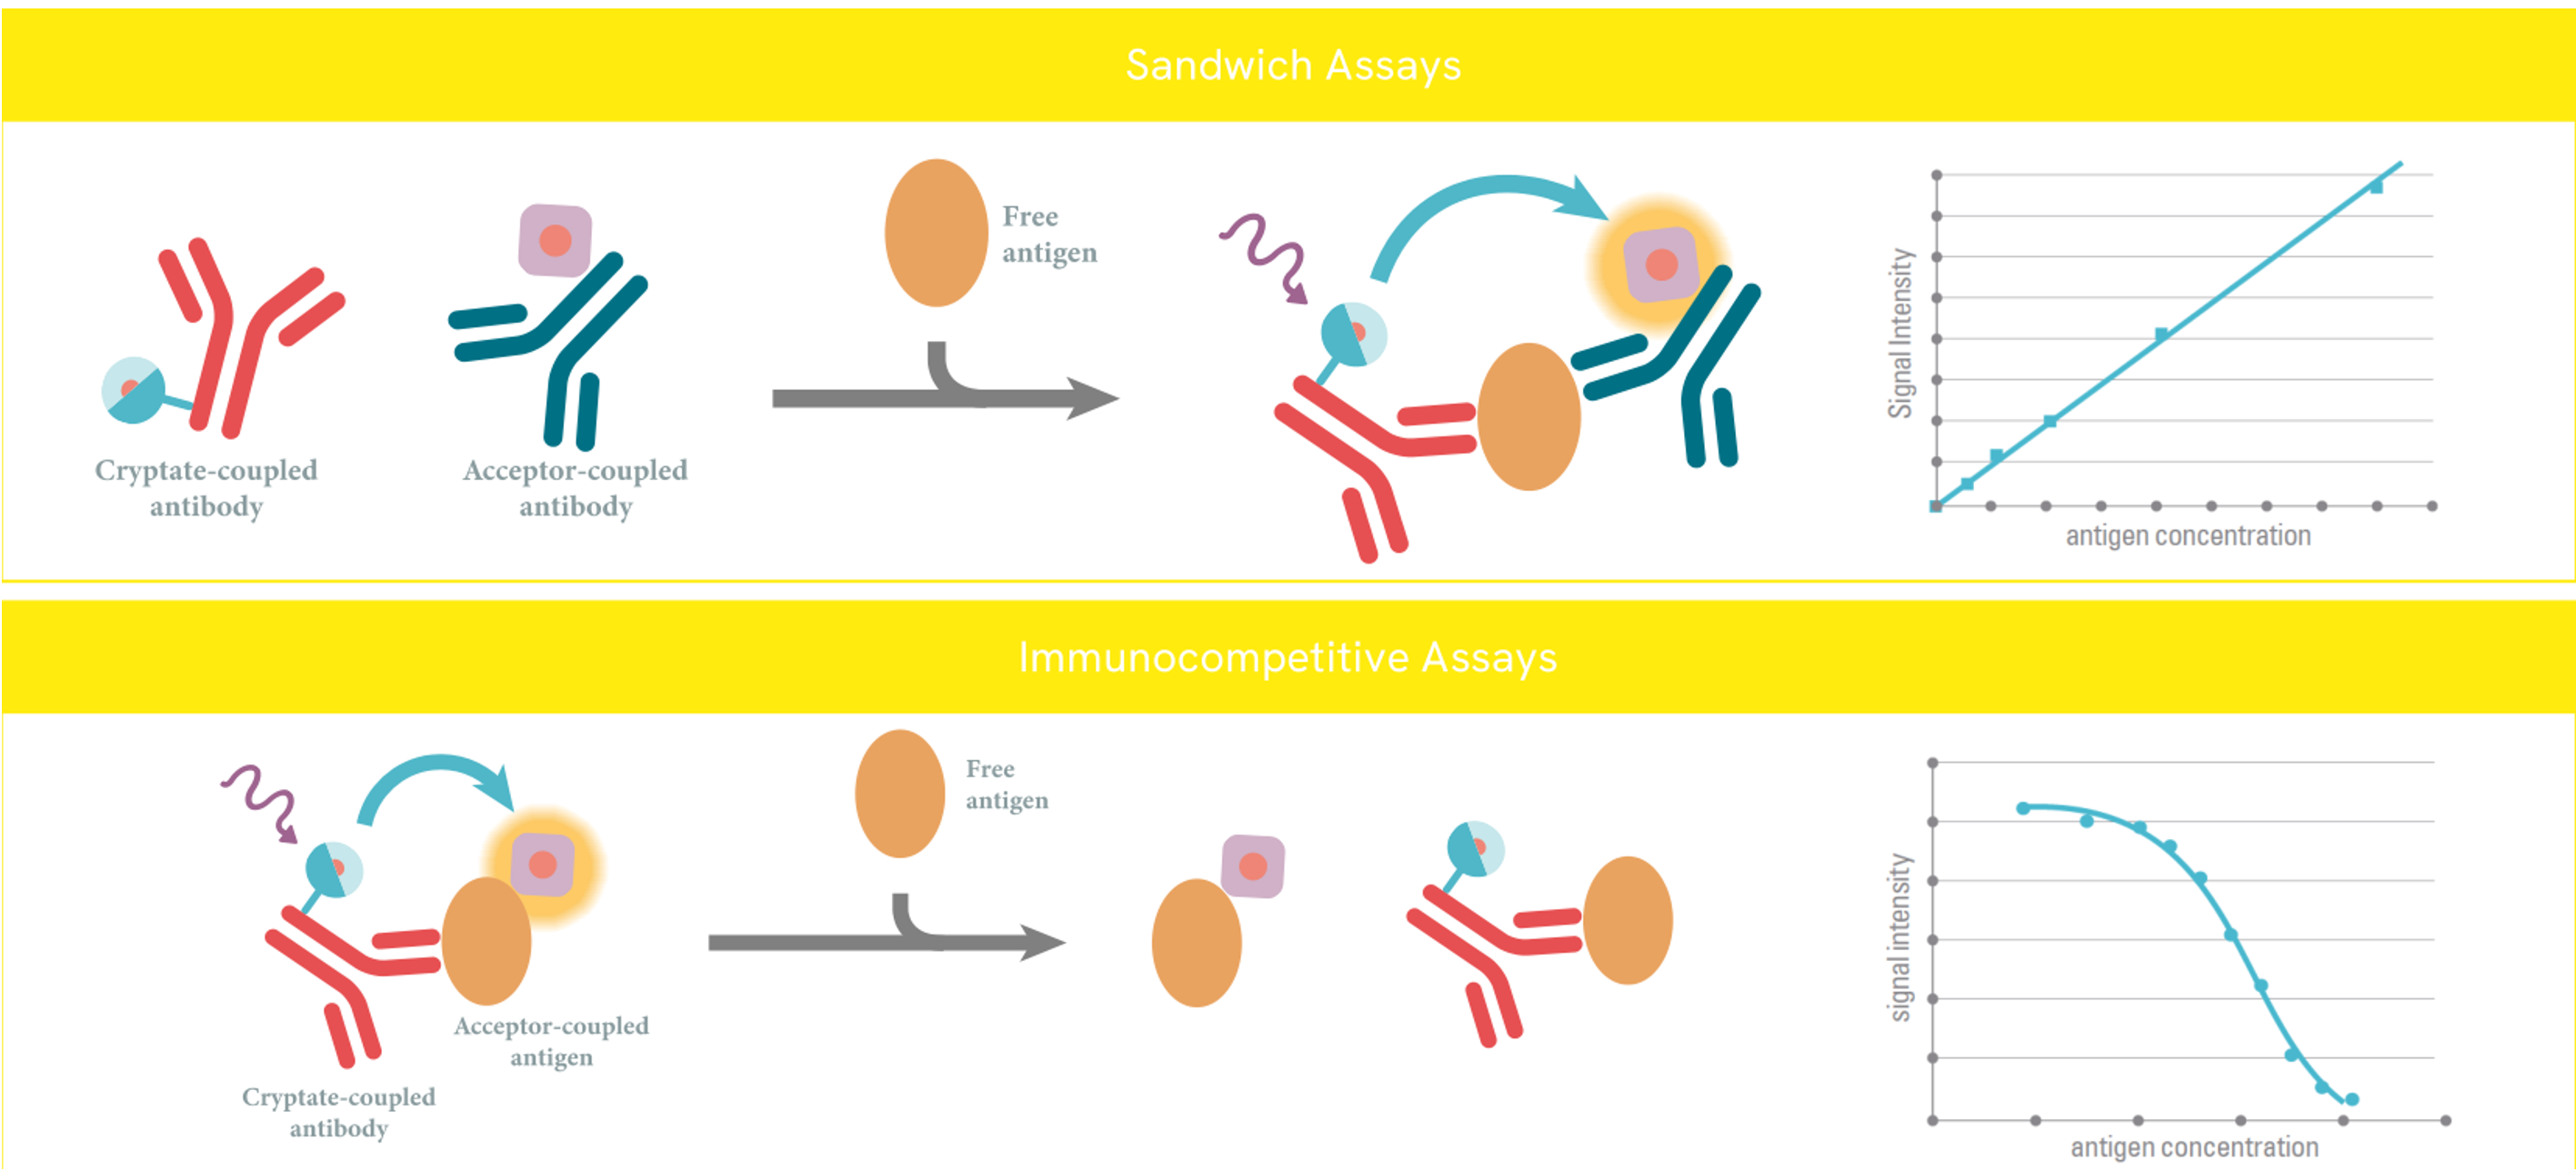 Sandwich Assays
Free
antigen
Cryptate-coupled
antibody
Acceptor-coupled
antibody
Signal Intensity
antigen concentration
Immunocompetitive Assays
Free
antigen
Acceptor-coupled
antigen
Cryptate-coupled
antibody
signal intensity
antigen concentration